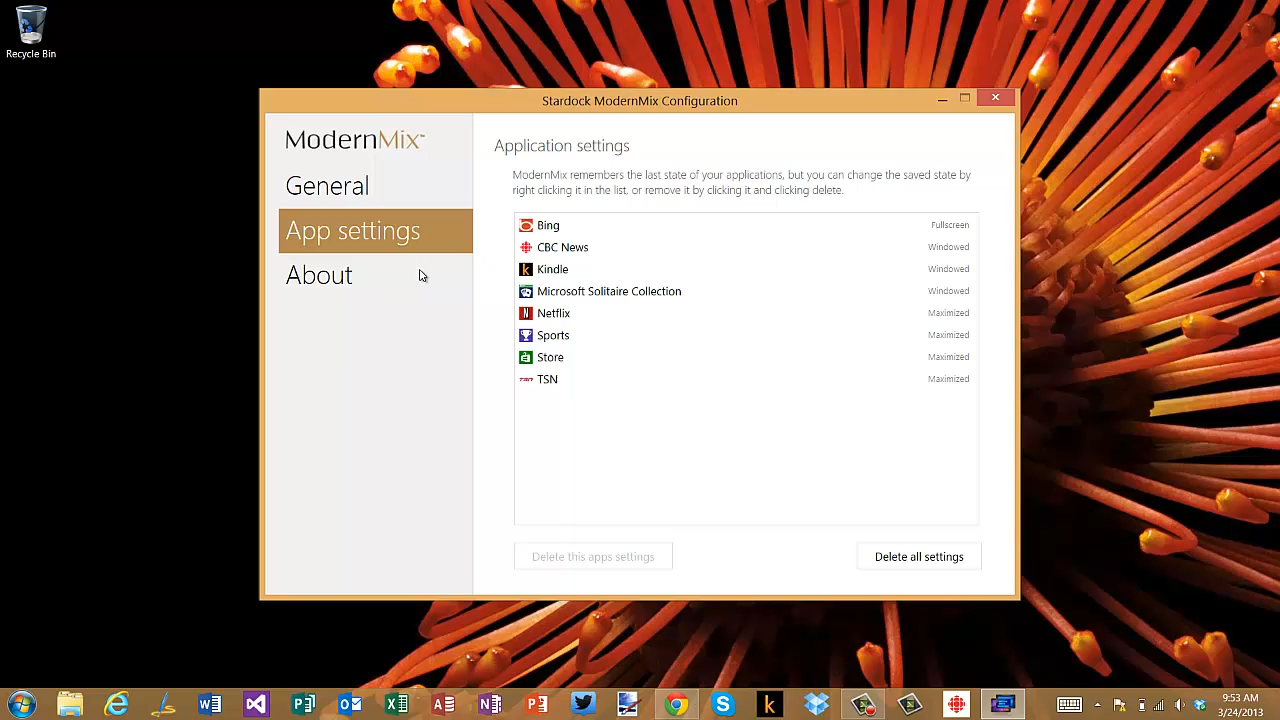 Recycle Bin
Stardock ModernMix Configuration
ModernMix™
General
App settings
About
Application settings
ModernMix remembers the last state of your applications, but you can change the saved state by
right clicking it in the list, or remove it by clicking it and clicking delete.
Bing Fullscreen
CBC News Windowed
Kindle Windowed
Microsoft Solitaire Collection Windowed
Netflix Maximized
Sports Maximized
Store Maximized
TSN Maximized
Delete this apps settings
Delete all settings
9:53 AM
3/24/2013